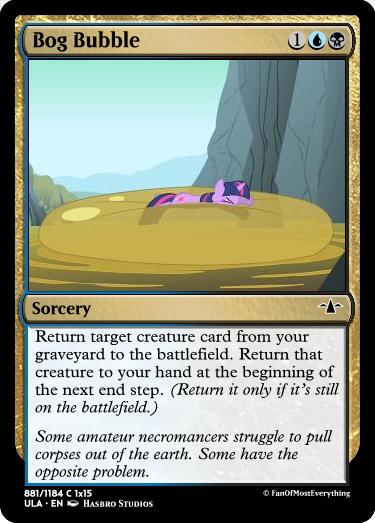 Bog Bubble 1
Sorcery
Return target creature card from your
graveyard to the battlefield. Return that
creature to your hand at the beginning of
the next end step. (Return it only if it's still
on the battlefield.)
Some amateur necromancers struggle to pull
corpses out of the earth. Some have the
opposite problem.
881/1184 C 1x15
ULA • EN HASBRO STUDIOS
© FanOfMostEverything